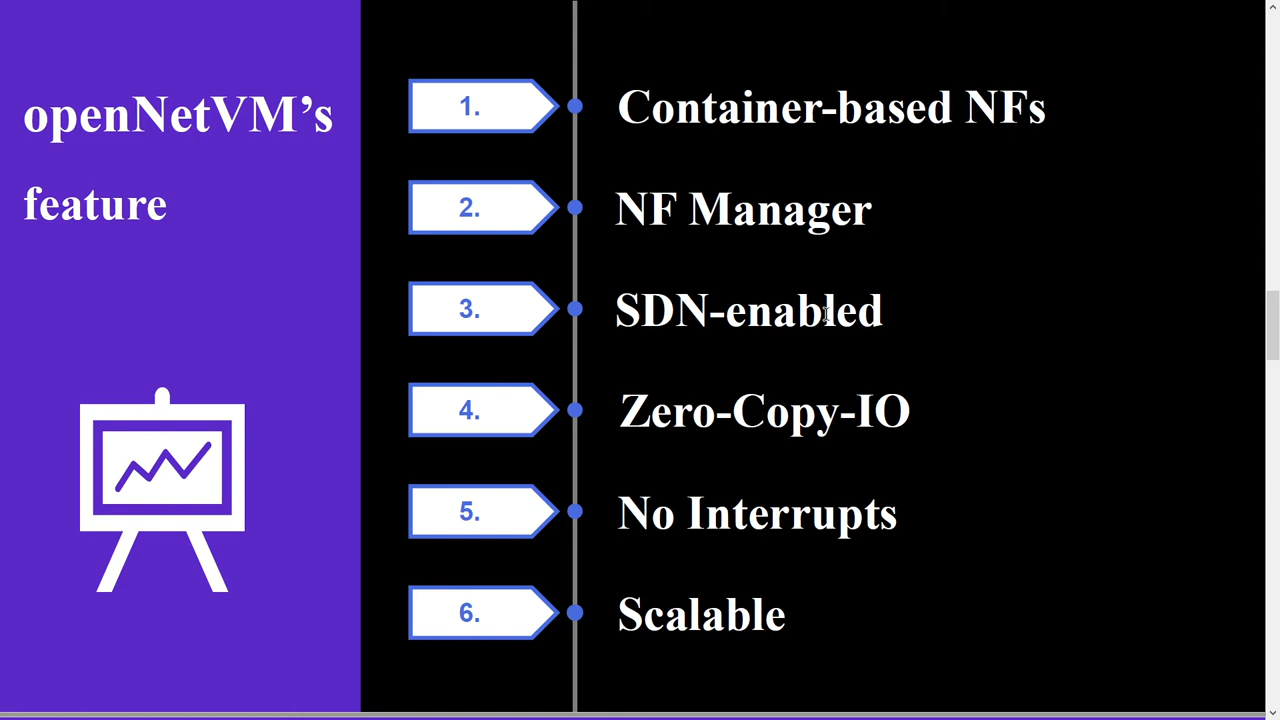 openNetVM’s
feature
1. Container-based NFs
2. NF Manager
3. SDN-enabled
4. Zero-Copy-IO
5. No Interrupts
6. Scalable